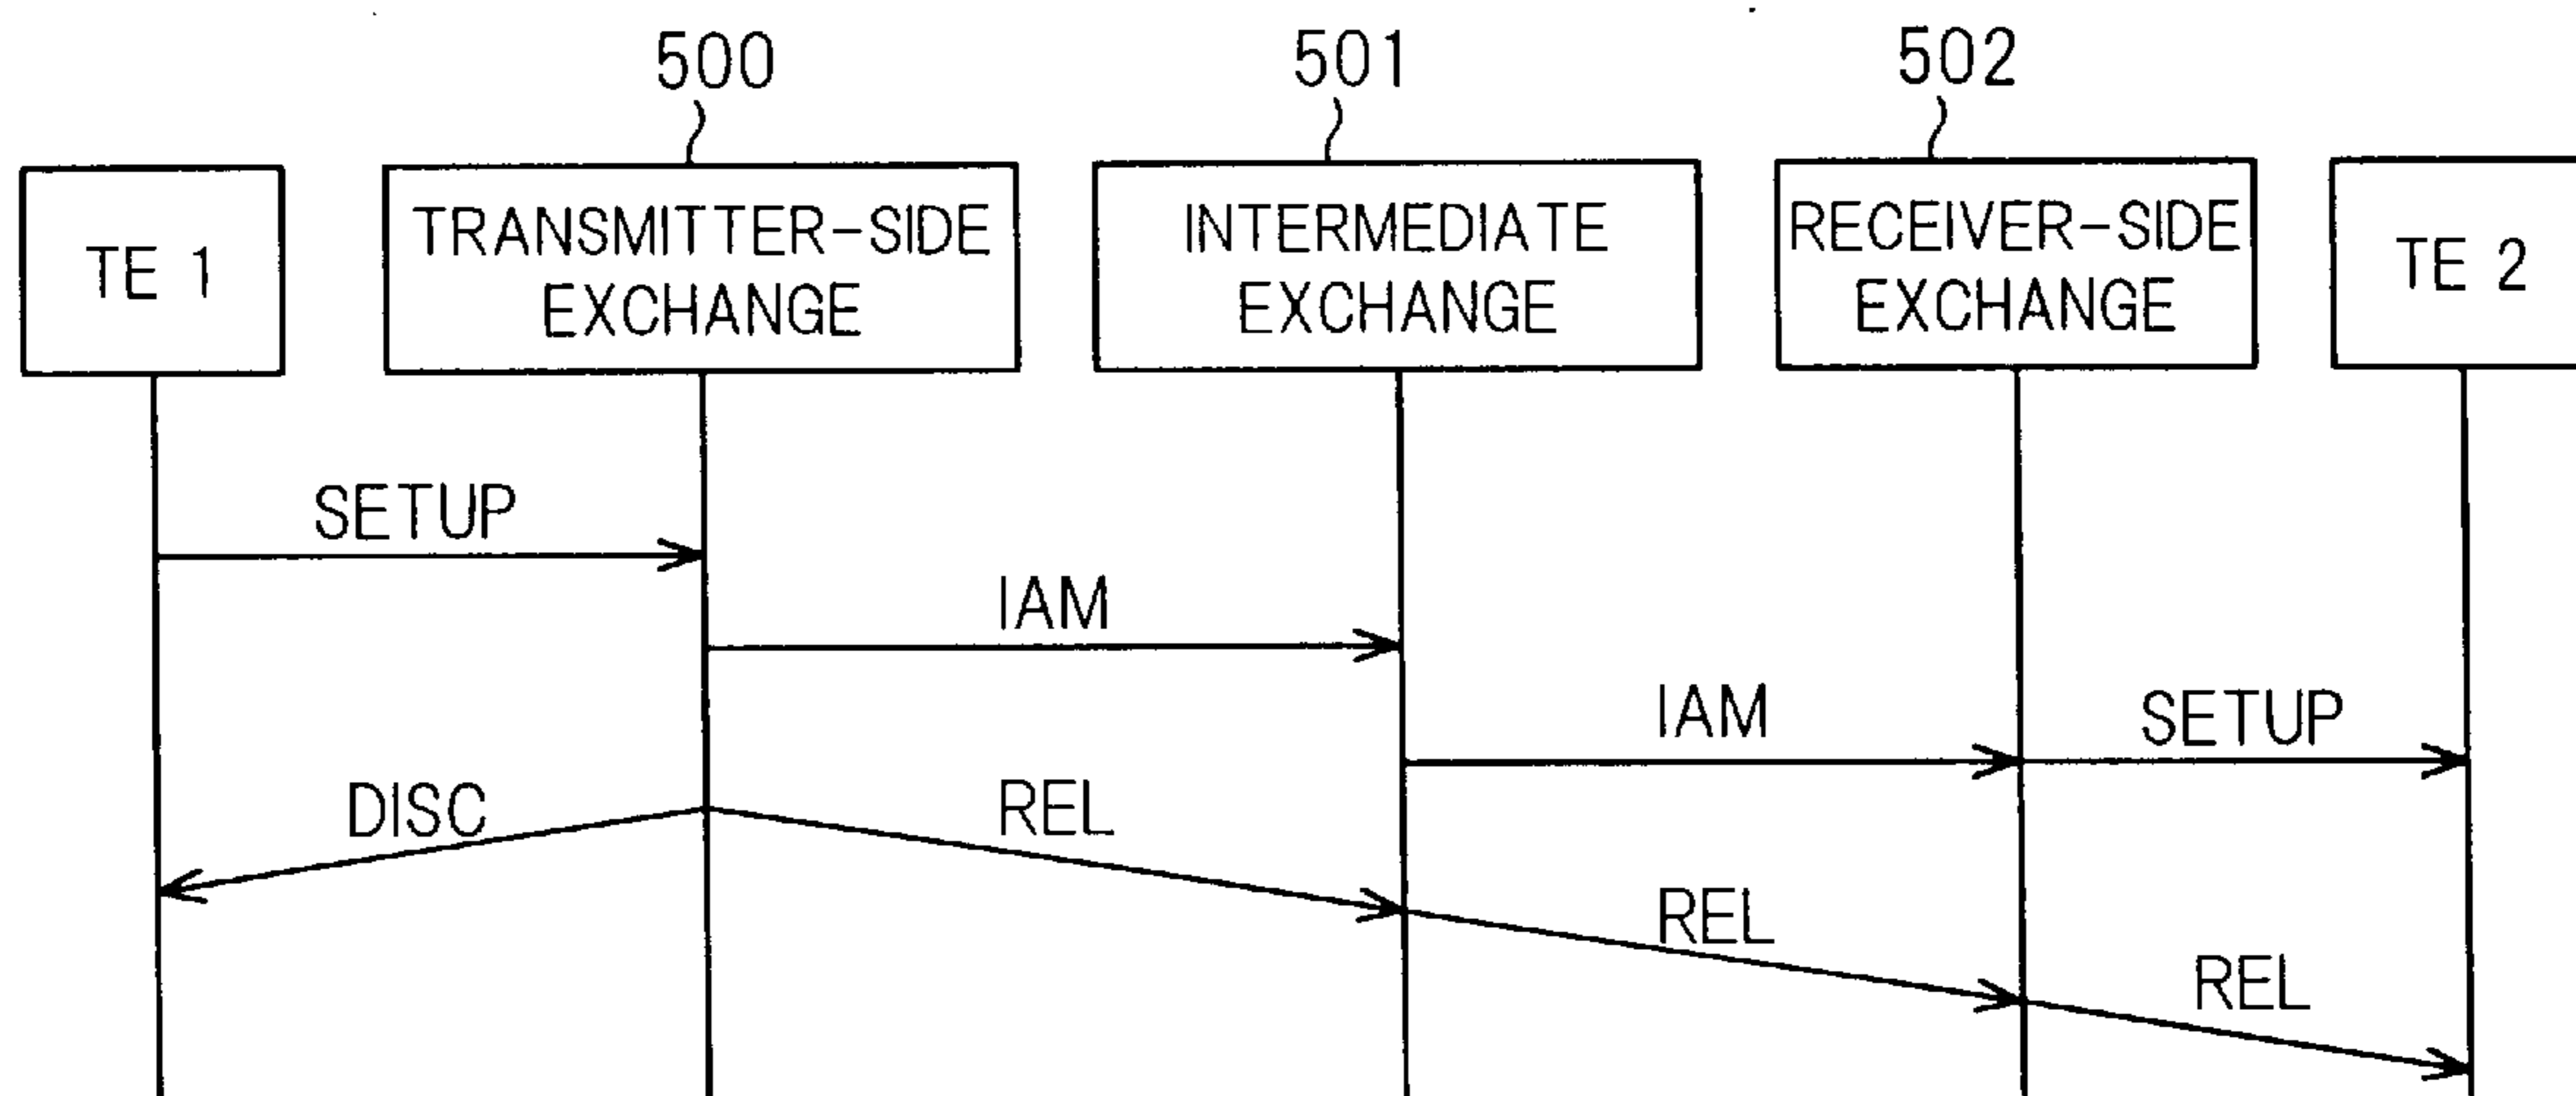 500
501
502
TE 1
TRANSMITTER-SIDE
EXCHANGE
INTERMEDIATE
EXCHANGE
RECEIVER-SIDE
EXCHANGE
TE 2
SETUP
IAM
IAM
SETUP
DISC
REL
REL
REL